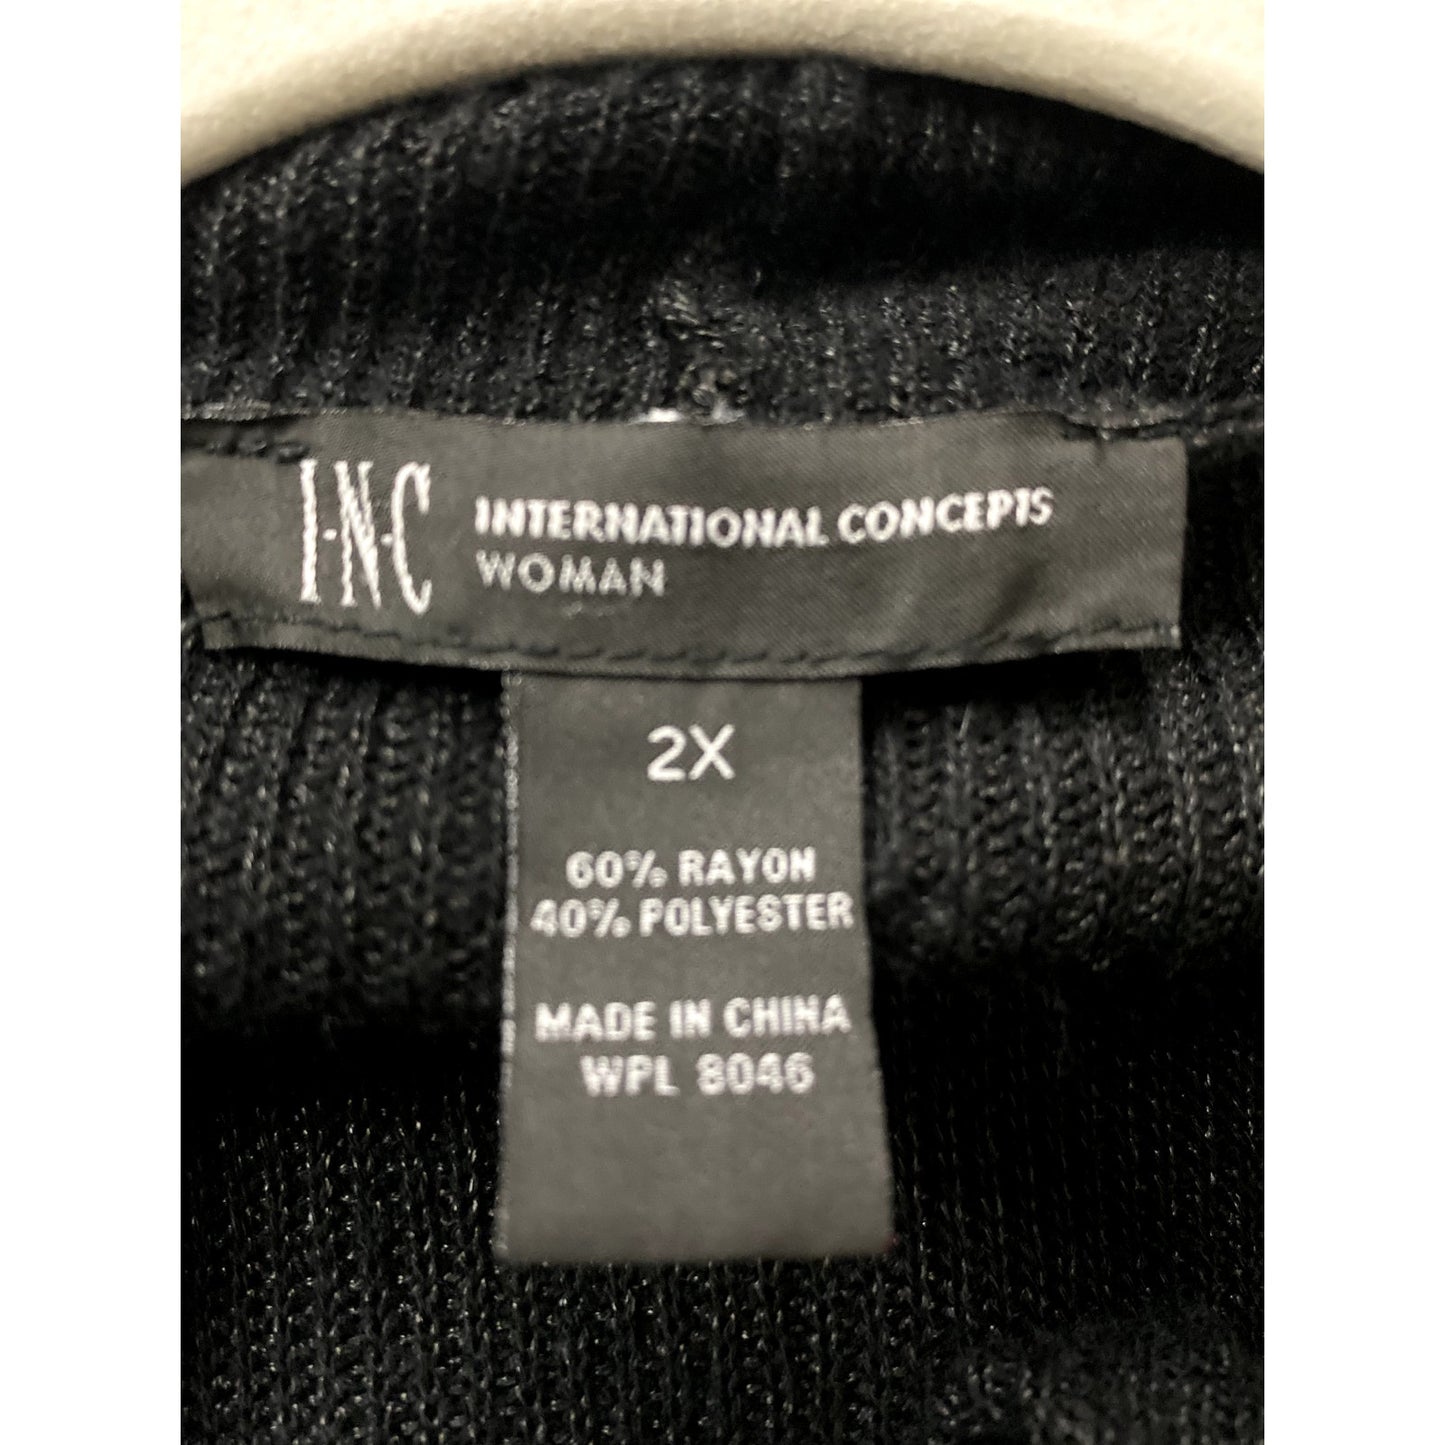 I·N·C INTERNATIONAL CONCEPTS
WOMAN
2X
60% RAYON
40% POLYESTER
MADE IN CHINA
WPL 8046